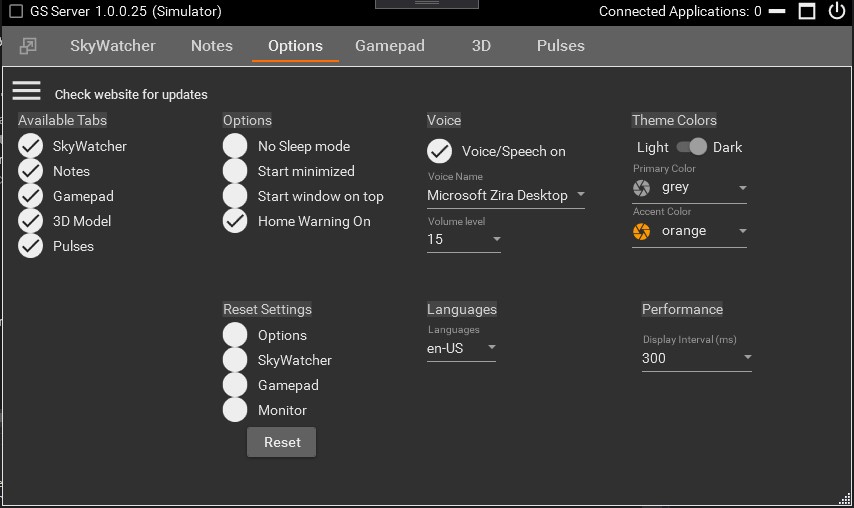 GS Server 1.0.0.25 (Simulator)
Connected Applications: 0
SkyWatcher
Notes
Options
Gamepad
3D
Pulses
Check website for updates
Available Tabs
SkyWatcher
Notes
Gamepad
3D Model
Pulses
Options
No Sleep mode
Start minimized
Start window on top
Home Warning On
Voice
Voice/Speech on
Voice Name
Microsoft Zira Desktop
Volume level
15
Theme Colors
Light
Dark
Primary Color
grey
Accent Color
orange
Reset Settings
Options
SkyWatcher
Gamepad
Monitor
Reset
Languages
Languages
en-US
Performance
Display Interval (ms)
300